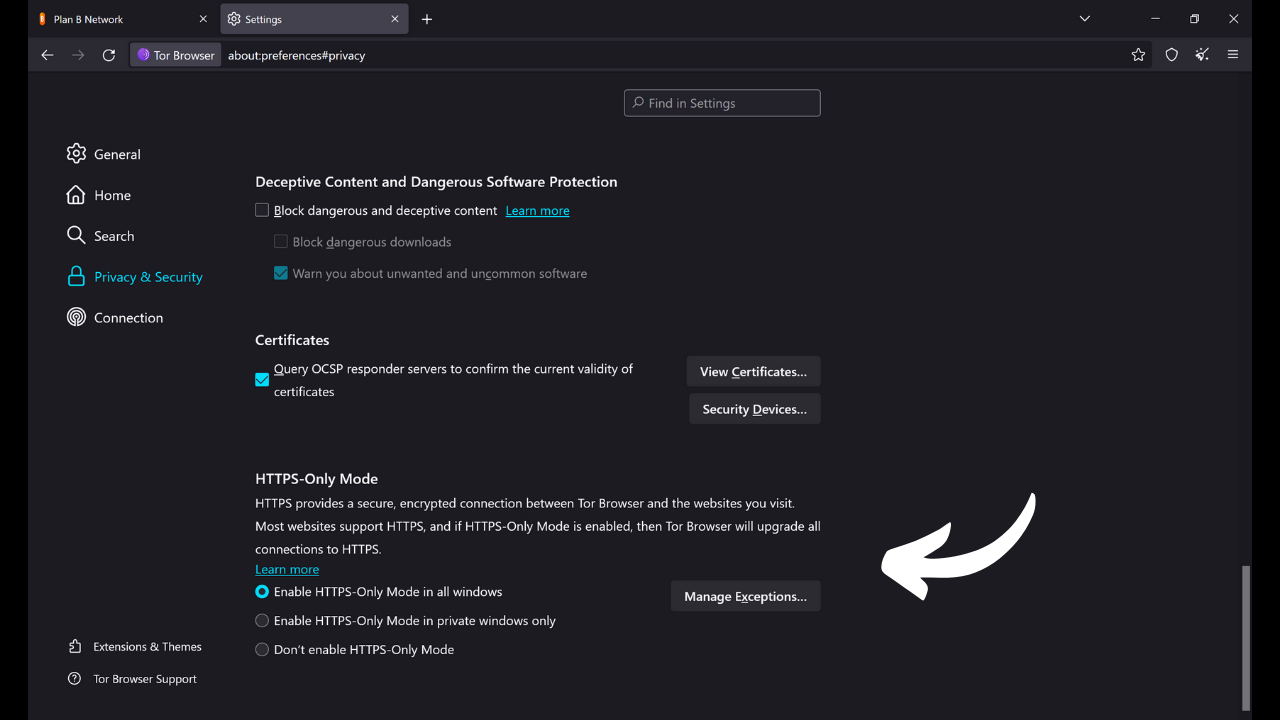 Plan B Network
Settings
Tor Browser
about:preferences#privacy
Find in Settings
General
Home
Search
Privacy & Security
Connection
Extensions & Themes
Tor Browser Support
Deceptive Content and Dangerous Software Protection
Block dangerous and deceptive content Learn more
Block dangerous downloads
Warn you about unwanted and uncommon software
Certificates
Query OCSP responder servers to confirm the current validity of
certificates
View Certificates...
Security Devices...
HTTPS-Only Mode
HTTPS provides a secure, encrypted connection between Tor Browser and the websites you visit.
Most websites support HTTPS, and if HTTPS-Only Mode is enabled, then Tor Browser will upgrade all
connections to HTTPS.
Learn more
Enable HTTPS-Only Mode in all windows
Manage Exceptions...
Enable HTTPS-Only Mode in private windows only
Don't enable HTTPS-Only Mode